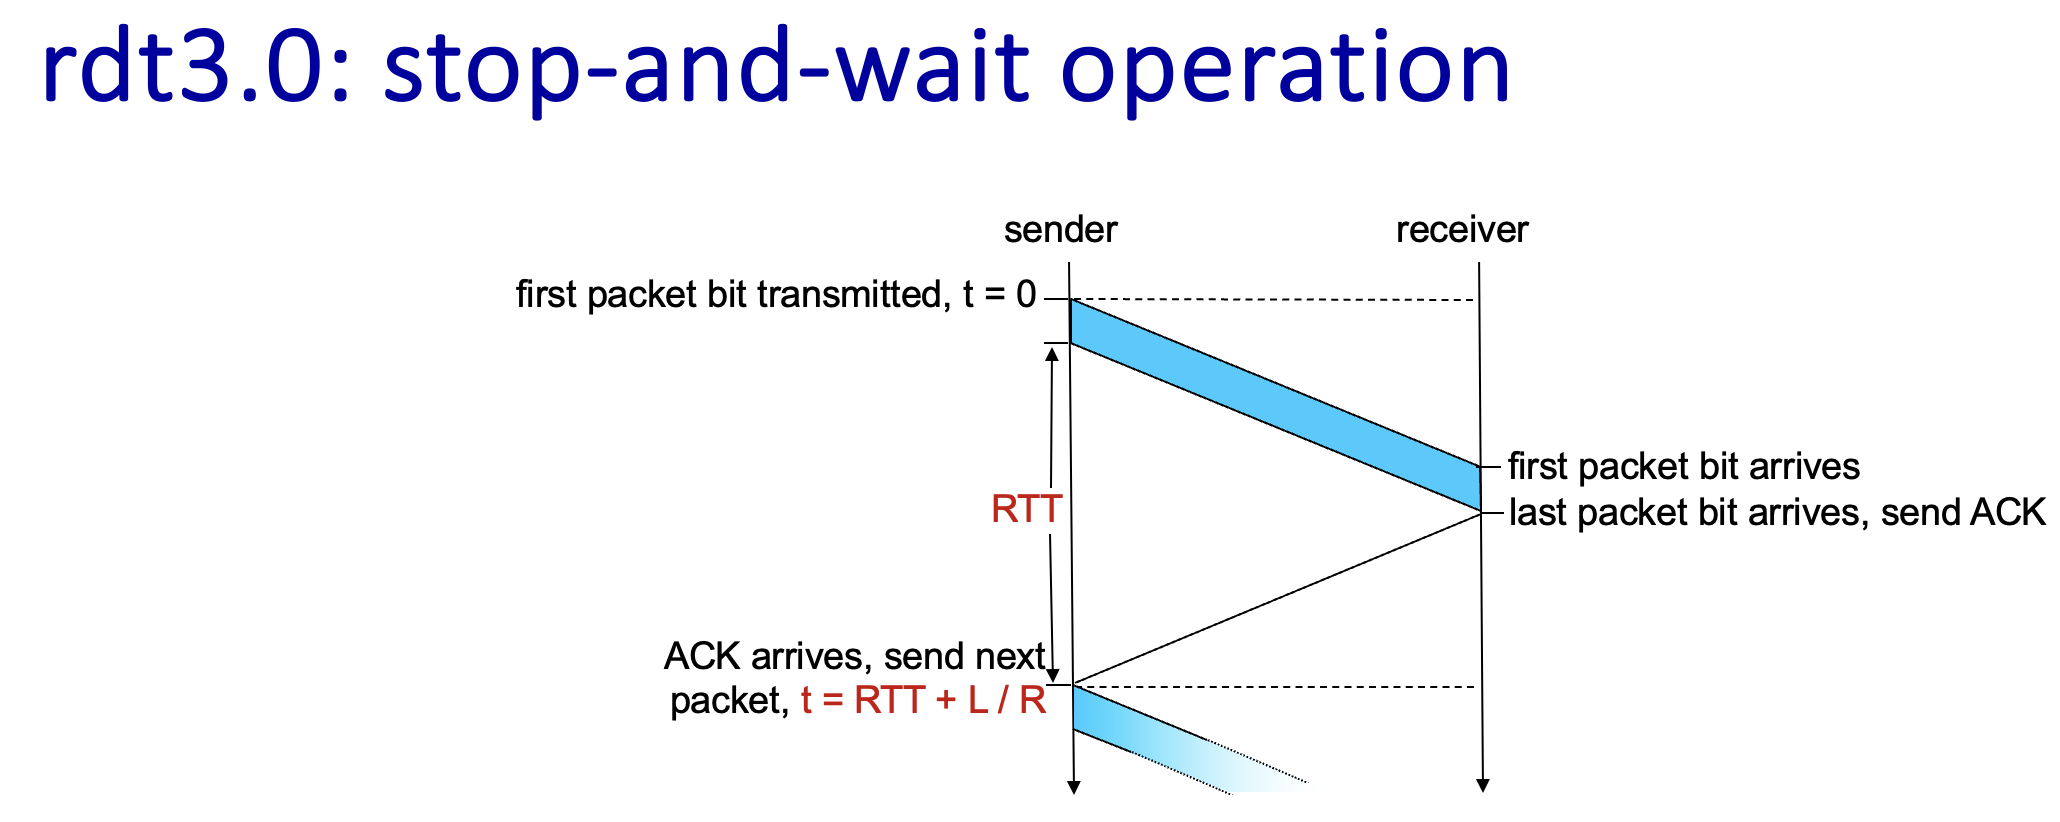 rdt3.0: stop-and-wait operation
sender
receiver
first packet bit transmitted, t = 0
first packet bit arrives
RTT
last packet bit arrives, send ACK
ACK arrives, send next
packet, t = RTT + L / R